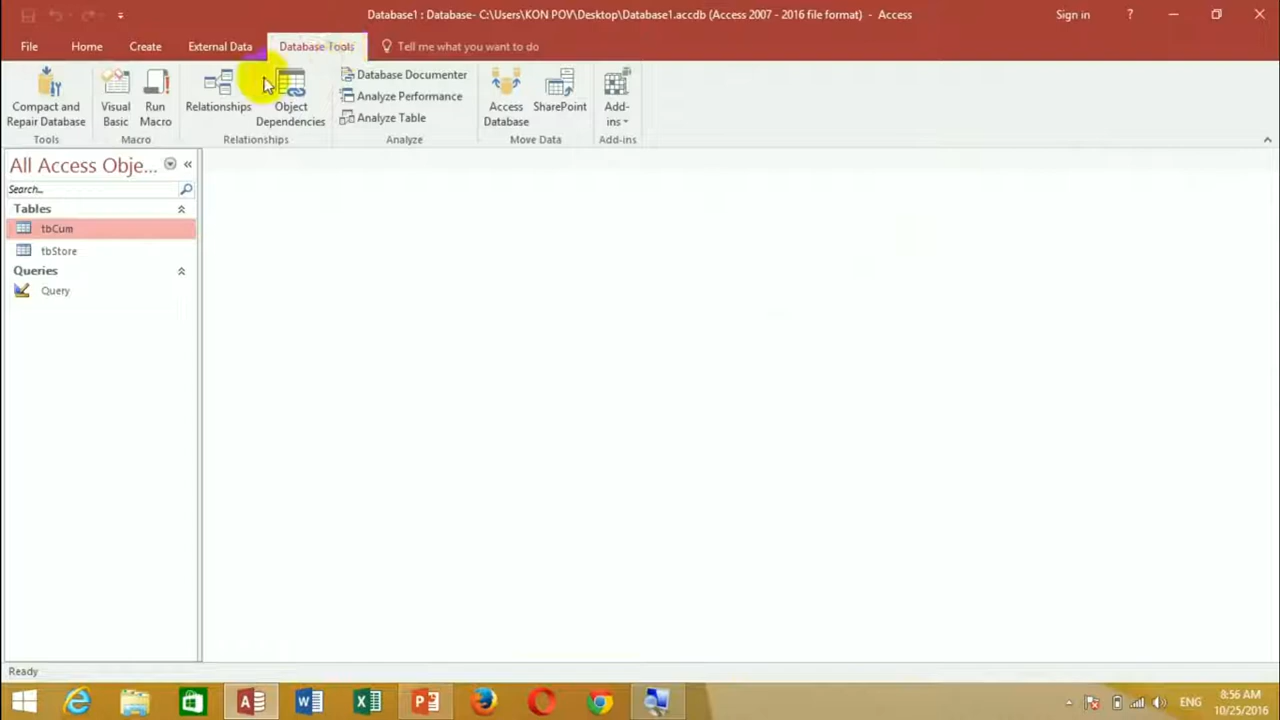 Database1 : Database- C:\Users\KON POV\Desktop\Database1.accdb (Access 2007 - 2016 file format) - Access
Sign in
?
File
Home
Create
External Data
Database Tools
Tell me what you want to do
Compact and
Repair Database
Visual
Basic
Run
Macro
Relationships
Object
Dependencies
Database Documenter
Analyze Performance
Analyze Table
Access
Database
SharePoint
Add-
ins
Tools
Macro
Relationships
Analyze
Move Data
Add-ins
All Access Obje...
Search...
Tables
tbCum
tbStore
Queries
Query
Ready
ENG
8:56 AM
10/25/2016